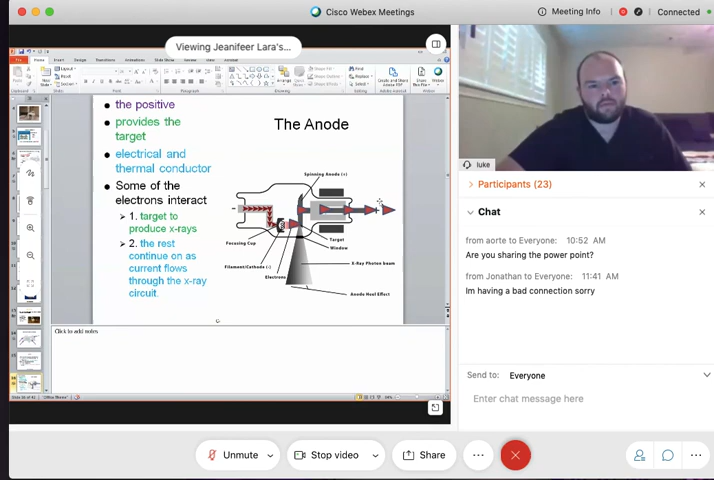 Cisco Webex Meetings
Meeting Info
Connected
Viewing Jeanifeer Lara's...
the positive
provides the
target
electrical and
thermal conductor
Some of the
electrons interact
1. target to
produce x-rays
2. the rest
continue on as
current flows
through the x-ray
circuit.
The Anode
Spinning Anode (+)
Focusing Cup
Target
Window
Filament/Cathode (-)
Electrons
X-Ray Photon beam
Anode Heel Effect
Click to add notes
luke
Participants (23)
Chat
from aorte to Everyone: 10:52 AM
Are you sharing the power point?
from Jonathan to Everyone: 11:41 AM
Im having a bad connection sorry
Send to: Everyone
Enter chat message here
Unmute
Stop video
Share